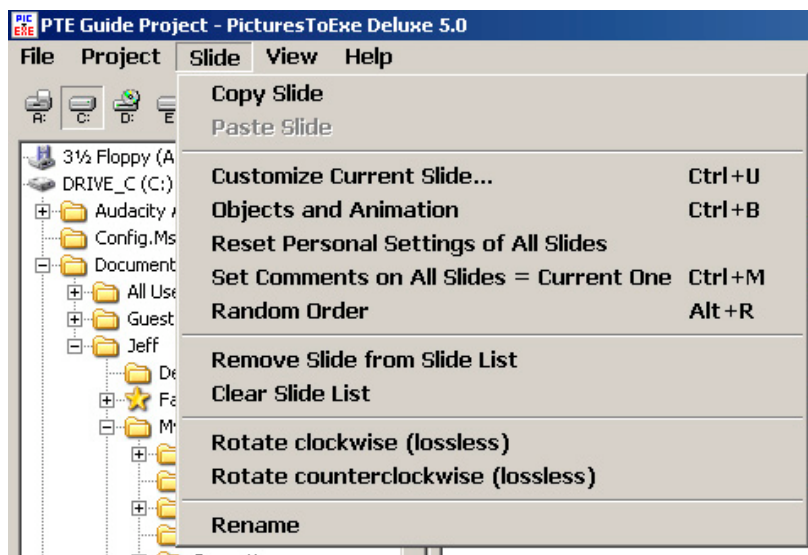 PIC EXE PTE Guide Project - PicturesToExe Deluxe 5.0
File Project Slide View Help
A: C: D: E
Copy Slide
Paste Slide
Customize Current Slide... Ctrl+U
Objects and Animation Ctrl+B
Reset Personal Settings of All Slides
Set Comments on All Slides = Current One Ctrl+M
Random Order Alt+R
Remove Slide from Slide List
Clear Slide List
Rotate clockwise (lossless)
Rotate counterclockwise (lossless)
Rename
3½ Floppy (A
DRIVE_C (C:)
Audacity
Config.Ms
Document
All Use
Guest
Jeff
De
Fa
My